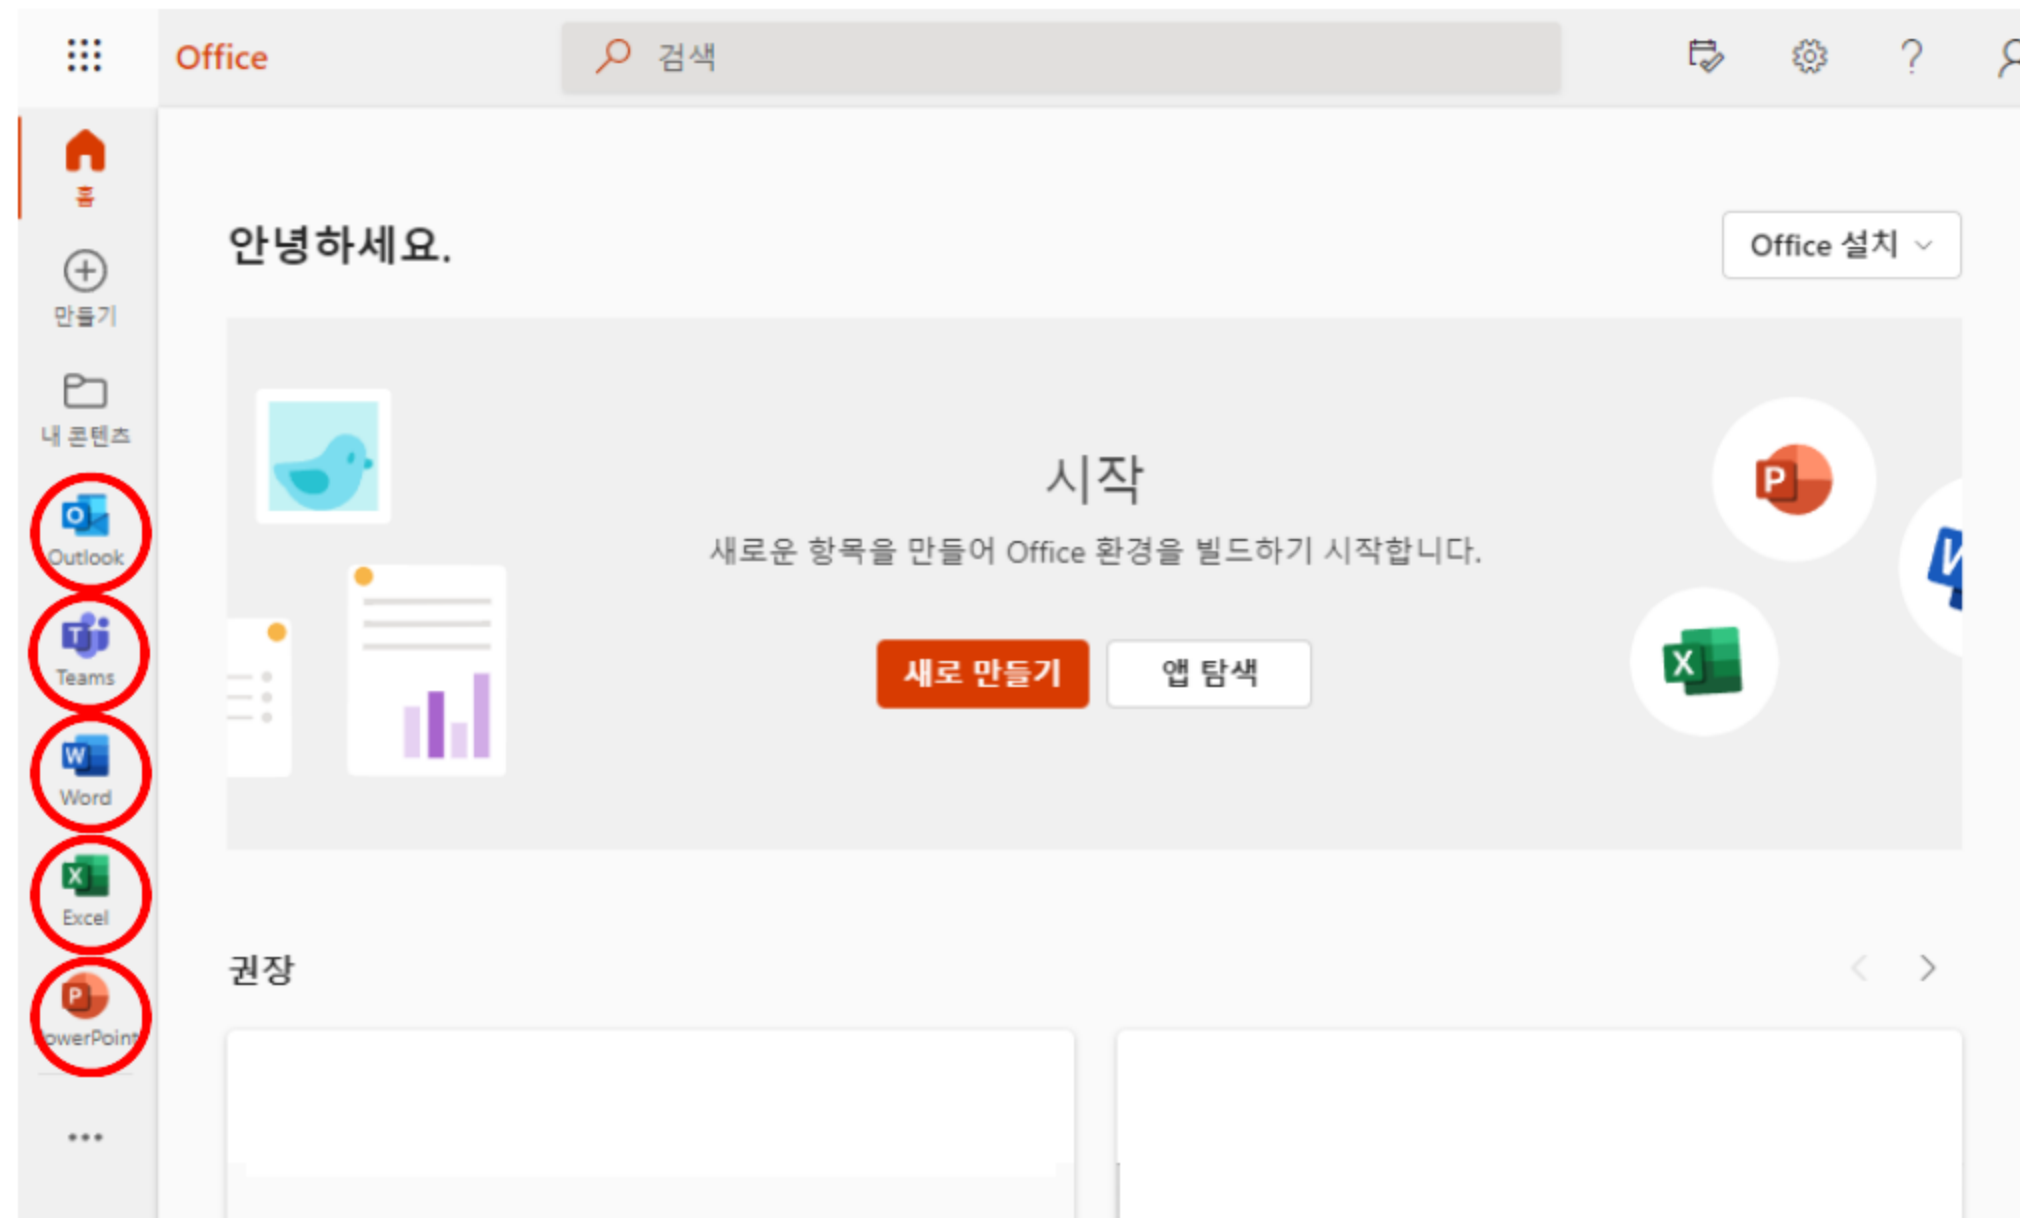 Office
검색
홈
만들기
내 콘텐츠
Outlook
Teams
Word
Excel
PowerPoint
안녕하세요.
Office 설치
시작
새로운 항목을 만들어 Office 환경을 빌드하기 시작합니다.
새로 만들기
앱 탐색
권장